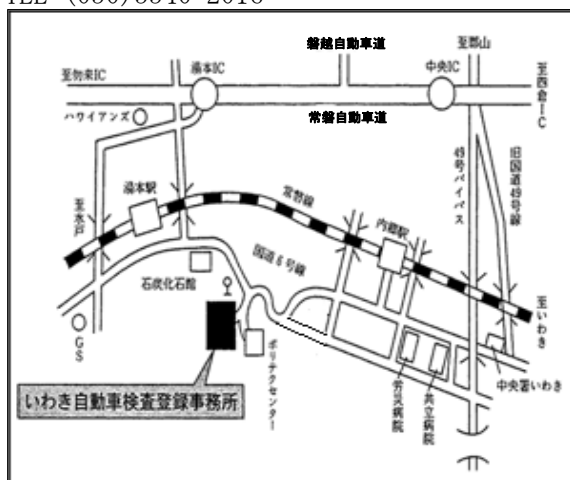 磐越自動車道
至郡山
湯本IC
中央IC
至勿来IC
至四倉IC
ハワイアンズ
常磐自動車道
49号バイパス
旧国道49号線
湯本駅
至水戸
常磐線
内郷駅
国道6号線
石炭化石館
至いわき
GS
ポリテクセンター
いわき自動車検査登録事務所
労災病院
共立病院
中央署いわき